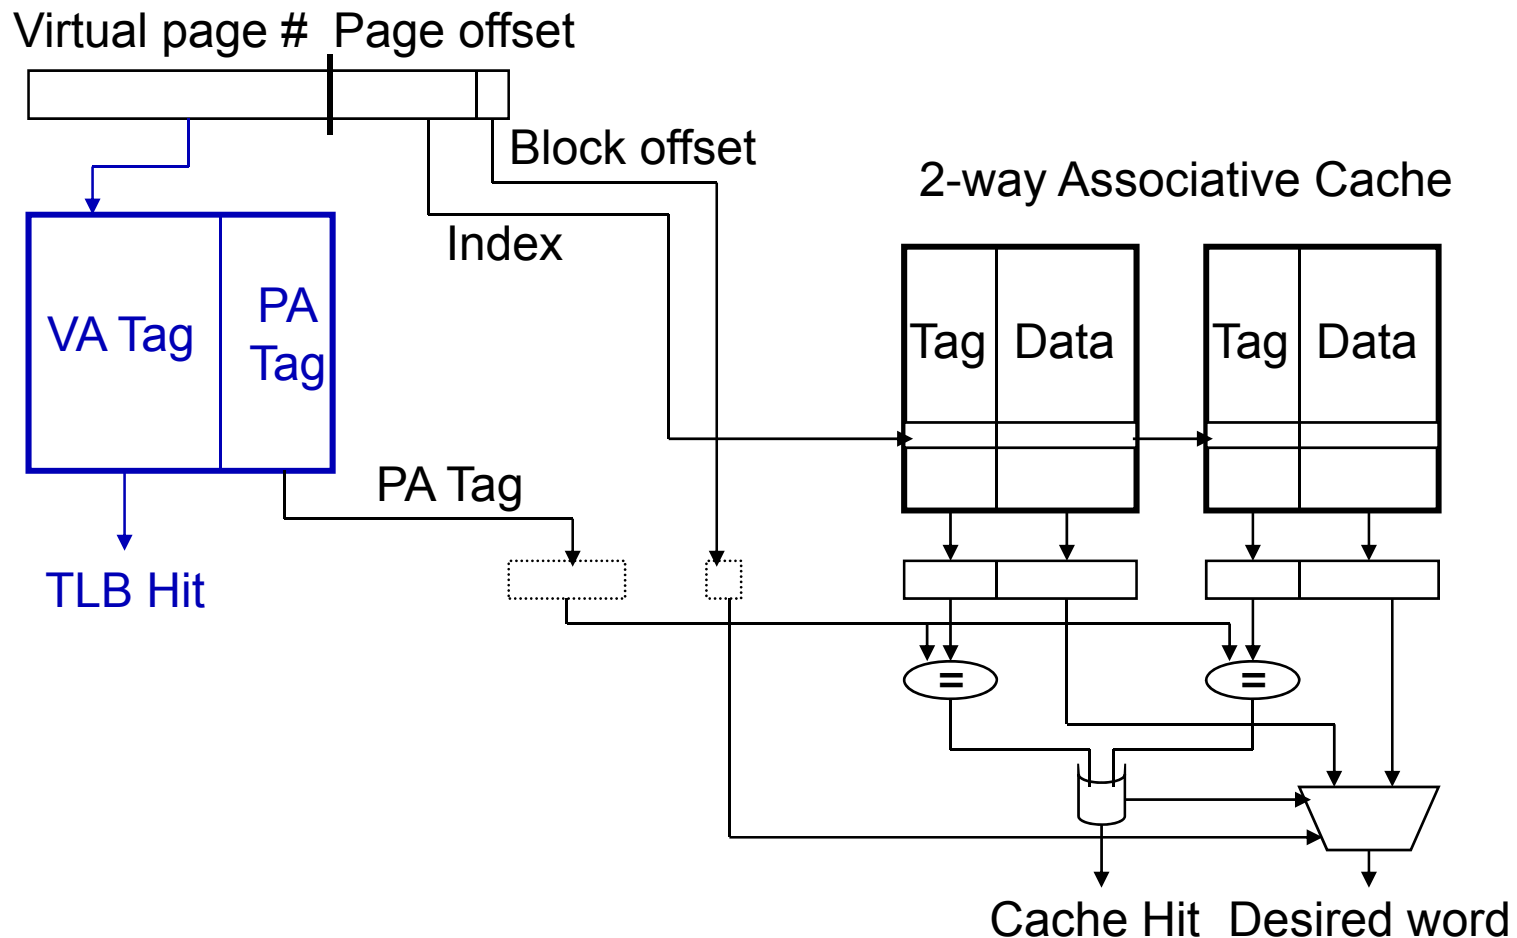 Virtual page # Page offset
Block offset
2-way Associative Cache
Index
VA Tag
PA
Tag
Tag Data
Tag Data
PA Tag
TLB Hit
=
=
Cache Hit
Desired word